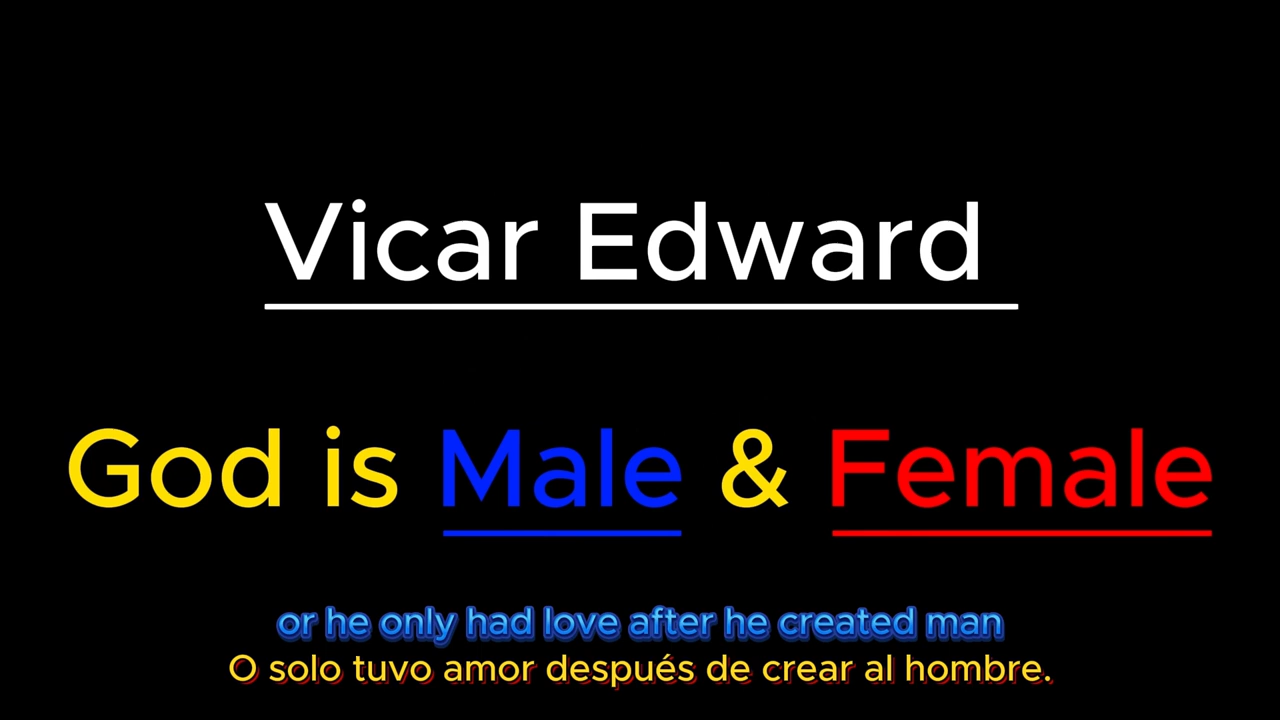 Vicar Edward
God is Male & Female
or he only had love after he created man
O solo tuvo amor después de crear al hombre.